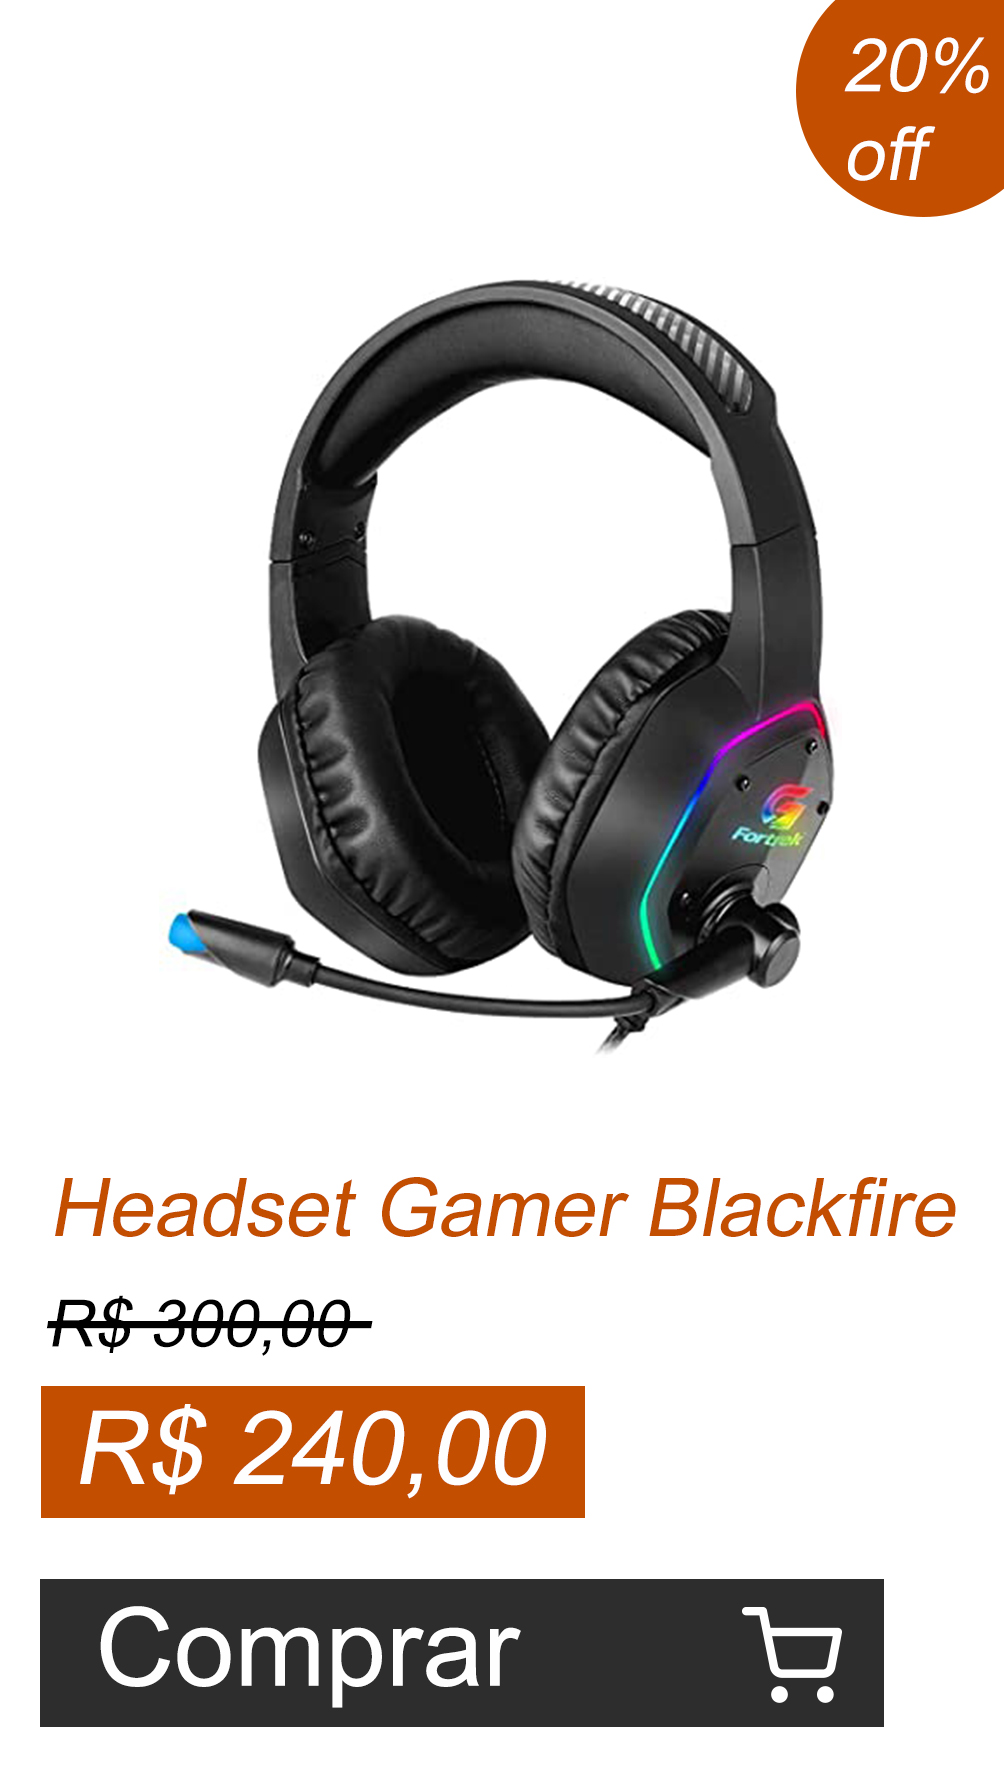 20%
off
Fortrek
Headset Gamer Blackfire
R$ 300,00
R$ 240,00
Comprar